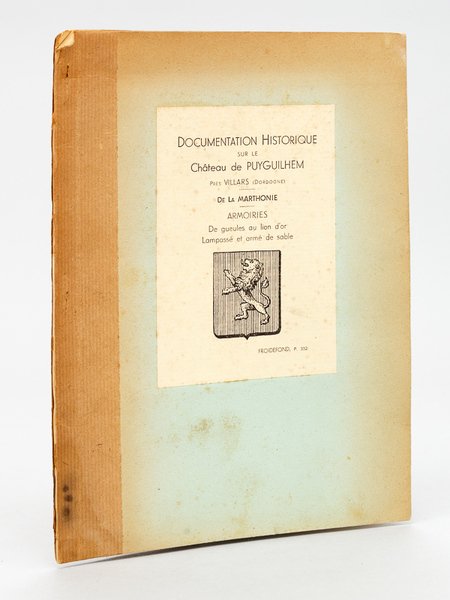 DOCUMENTATION HISTORIQUE
SUR LE
Château de PUYGUILHEM
PRÈS VILLARS (DORDOGNE)
DE LA MARTHONIE
ARMOIRIES
De gueules au lion d'or
Lampassé et armé de sable
FROIDEFOND, P. 332